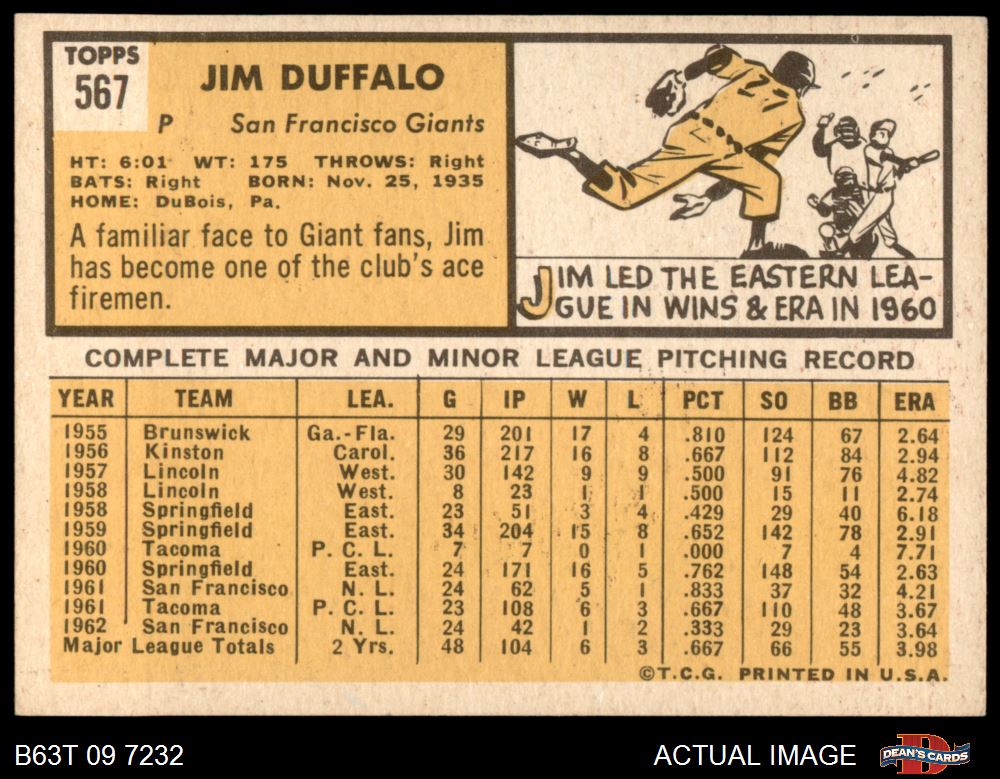 TOPPS
567
JIM DUFFALO
P San Francisco Giants
HT: 6:01 WT: 175 THROWS: Right
BATS: Right BORN: Nov. 25, 1935
HOME: DuBois, Pa.
A familiar face to Giant fans, Jim
has become one of the club's ace
firemen.
27
JIM LED THE EASTERN LEA-
GUE IN WINS & ERA IN 1960
COMPLETE MAJOR AND MINOR LEAGUE PITCHING RECORD
YEAR TEAM LEA. G IP W L PCT SO BB ERA
1955 Brunswick Ga.-Fla. 29 201 17 4 .810 124 67 2.64
1956 Kinston Carol. 36 217 16 8 .667 112 84 2.94
1957 Lincoln West. 30 142 9 9 .500 91 76 4.82
1958 Lincoln West. 8 23 1 1 .500 15 11 2.74
1958 Springfield East. 23 51 3 4 .429 29 40 6.18
1959 Springfield East. 34 204 15 8 .652 142 78 2.91
1960 Tacoma P. C. L. 7 7 0 1 .000 7 4 7.71
1960 Springfield East. 24 171 16 5 .762 148 54 2.63
1961 San Francisco N. L. 24 62 5 1 .833 37 32 4.21
1961 Tacoma P. C. L. 23 108 6 3 .667 110 48 3.67
1962 San Francisco N. L. 24 42 1 2 .333 29 23 3.64
Major League Totals 2 Yrs. 48 104 6 3 .667 66 55 3.98
©T.C.G. PRINTED IN U.S.A.
B63T 09 7232 ACTUAL IMAGE D DEAN'S CARDS